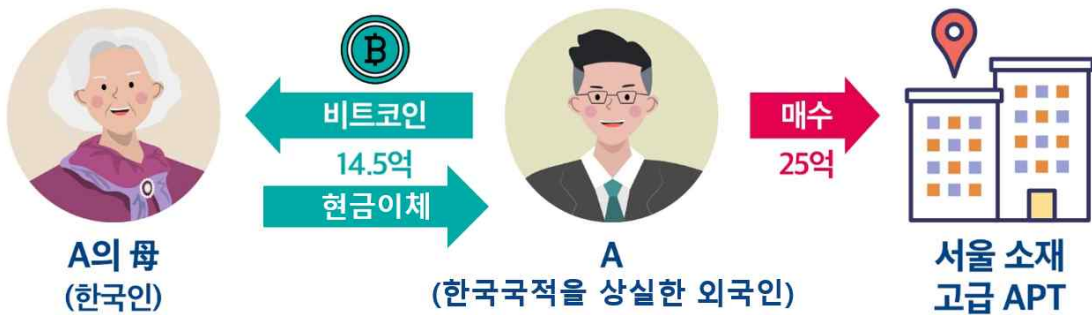 비트코인
14.5억
현금이체
매수
25억
A의 母
(한국인)
A
(한국국적을 상실한 외국인)
서울 소재
고급 APT